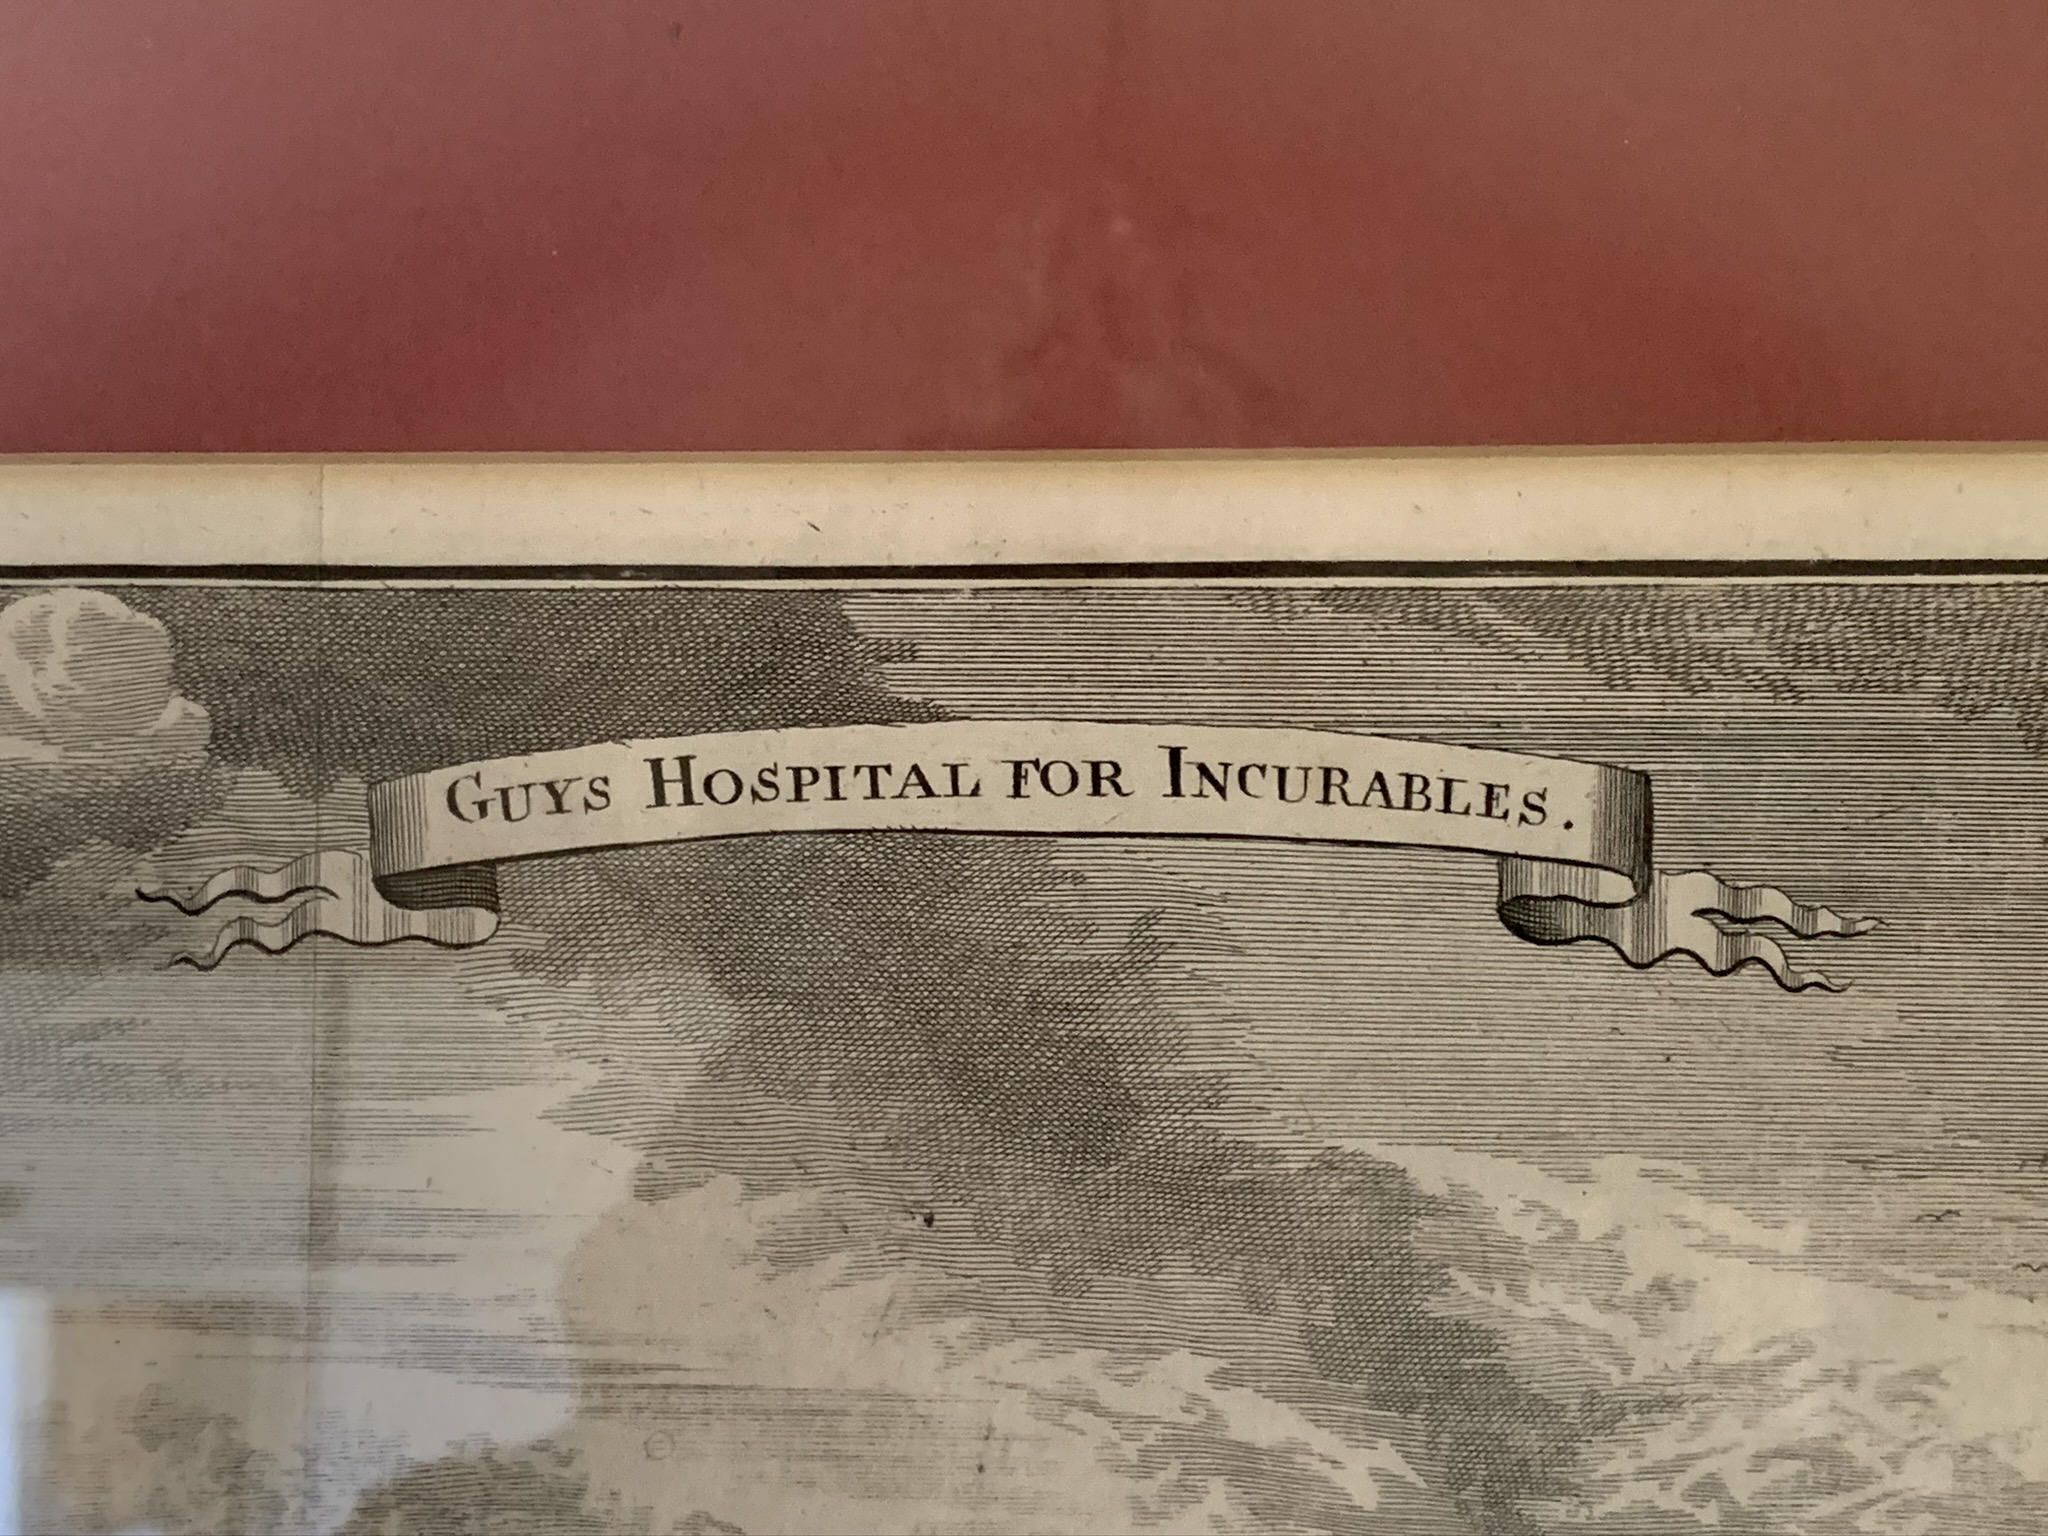 GUYS HOSPITAL FOR INCURABLES.